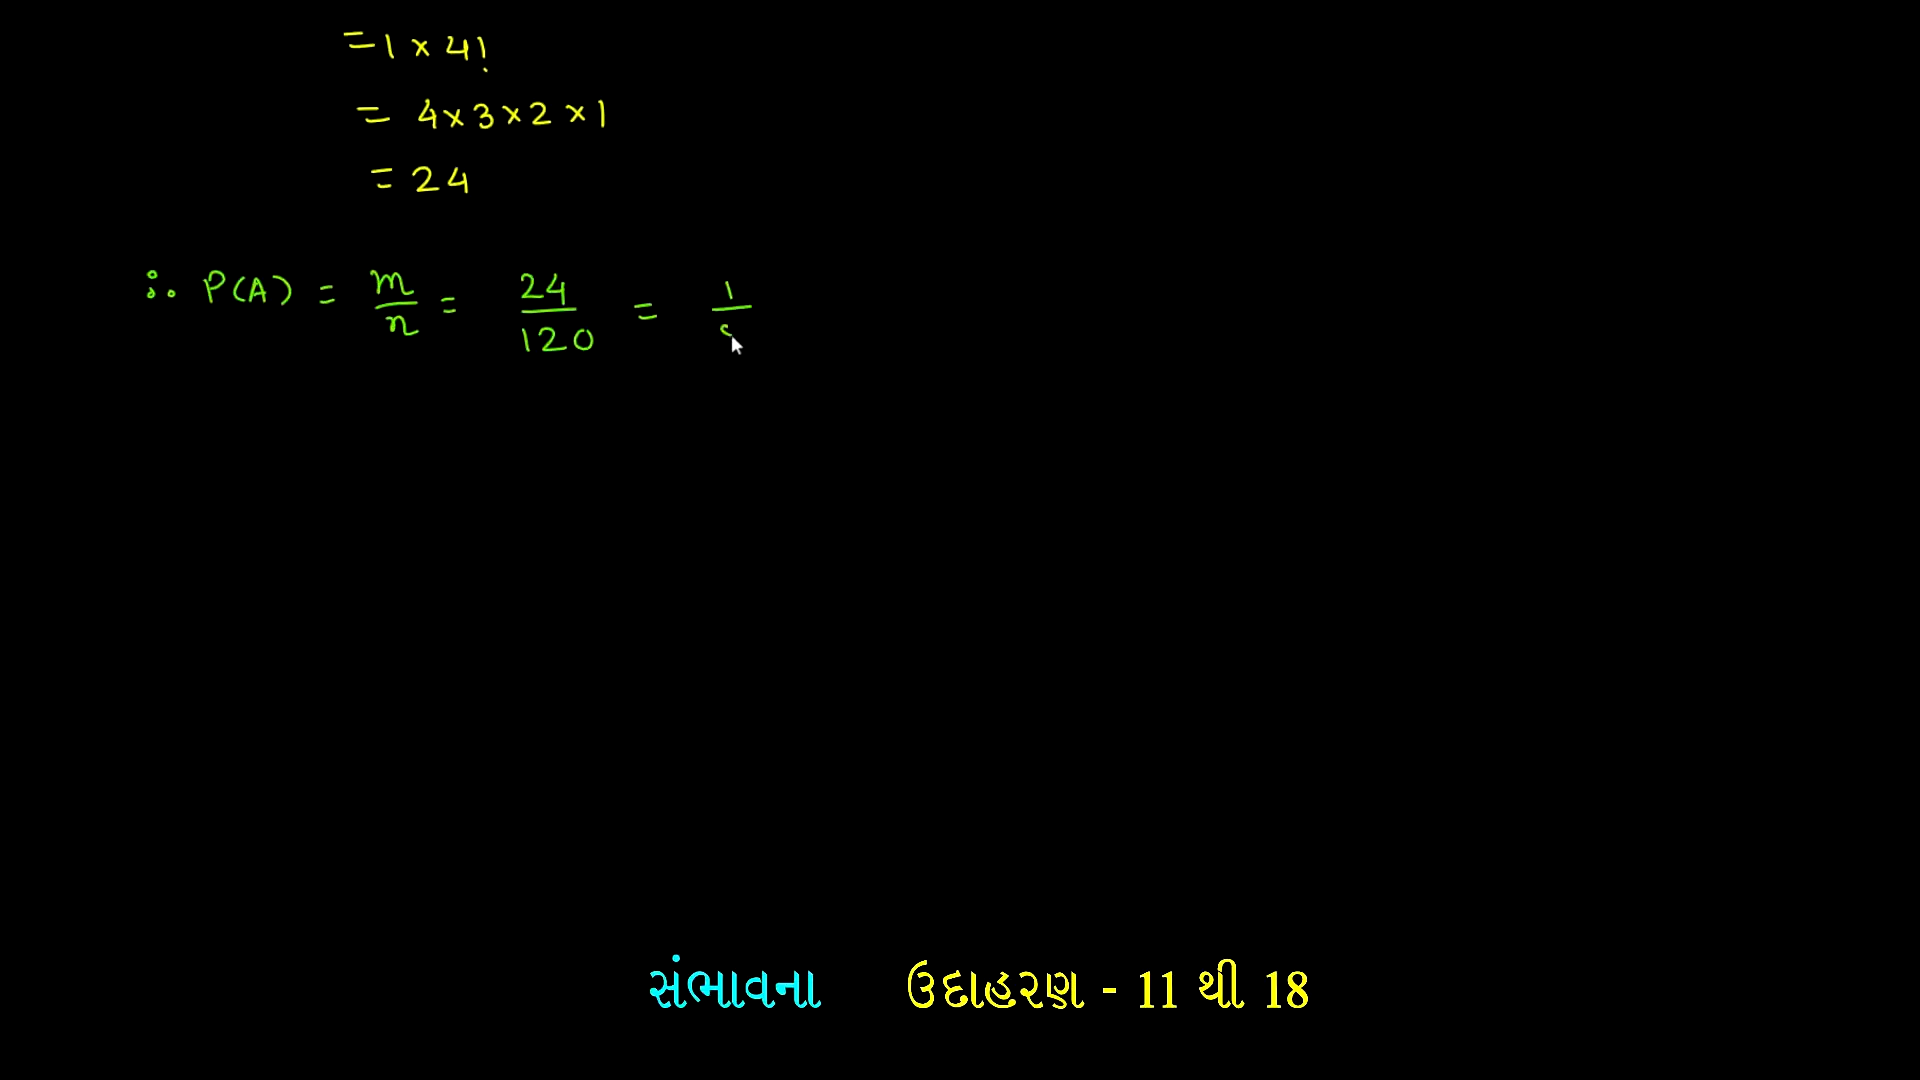 = 1 × 4!
= 4 × 3 × 2 × 1
= 24
∴ P(A) = m/n = 24/120 = 1/
સંભાવના ઉદાહરણ - 11 થી 18